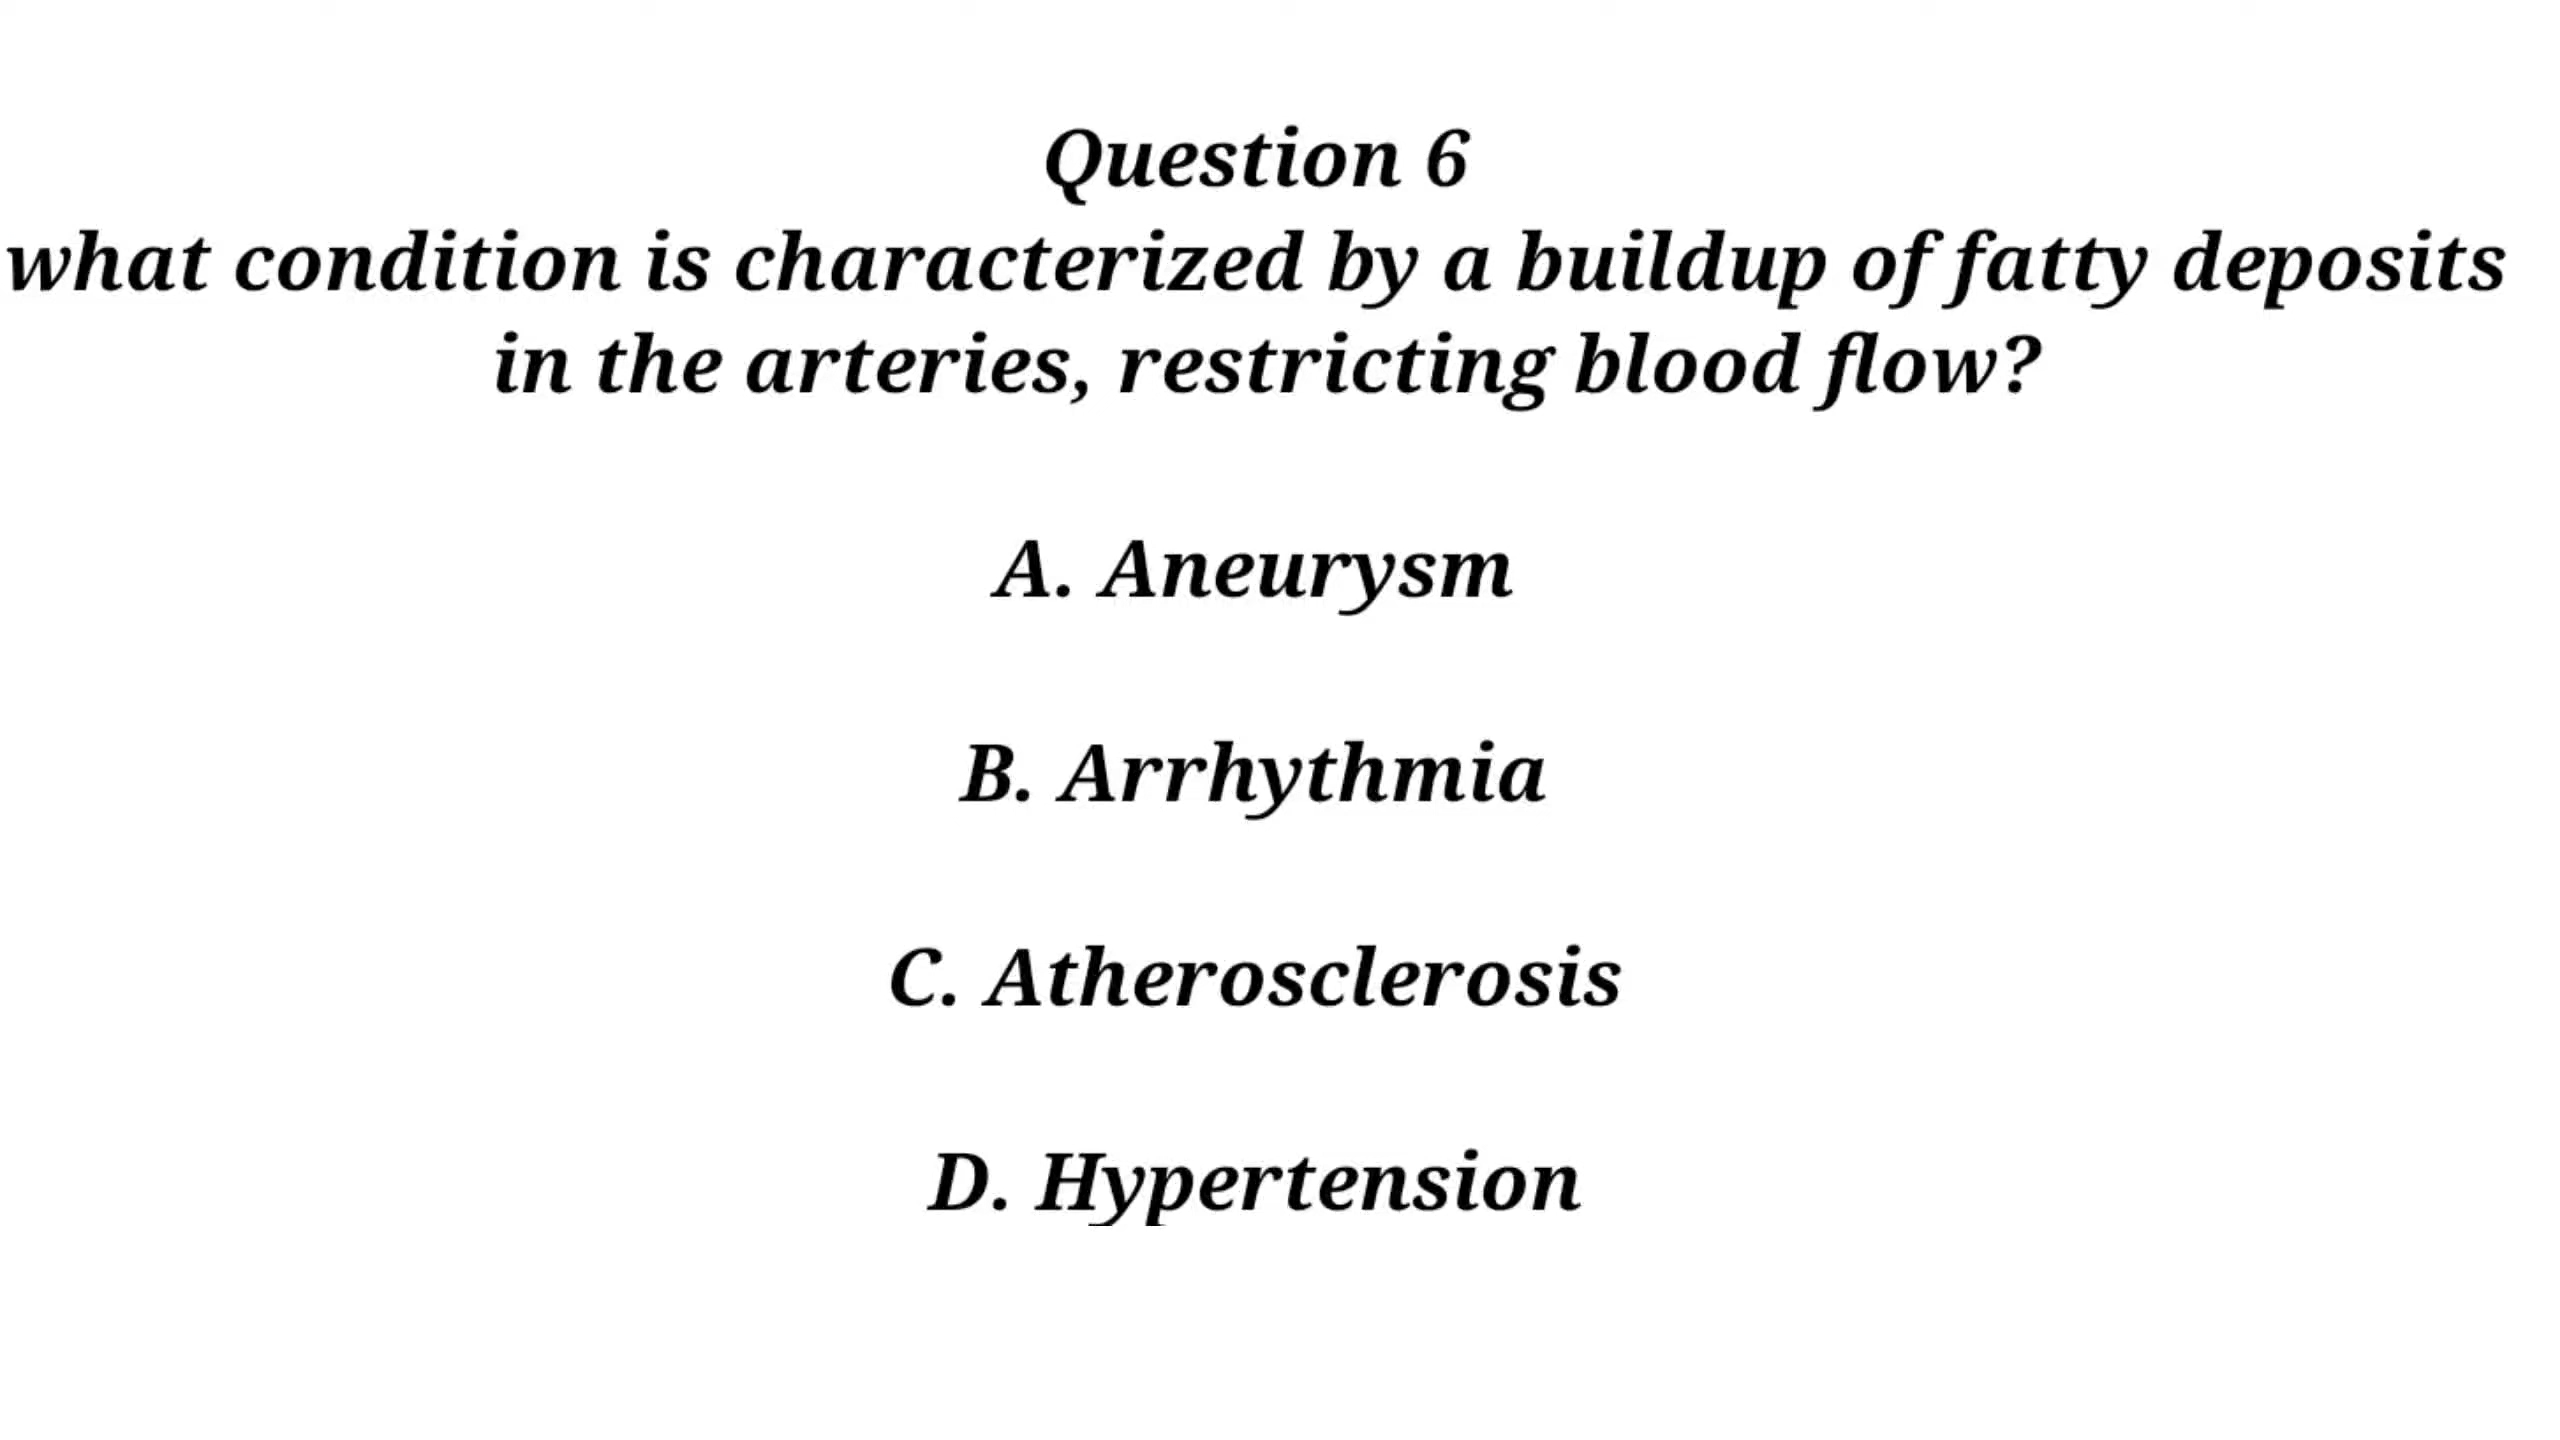 Question 6
what condition is characterized by a buildup of fatty deposits
in the arteries, restricting blood flow?
A. Aneurysm
B. Arrhythmia
C. Atherosclerosis
D. Hypertension